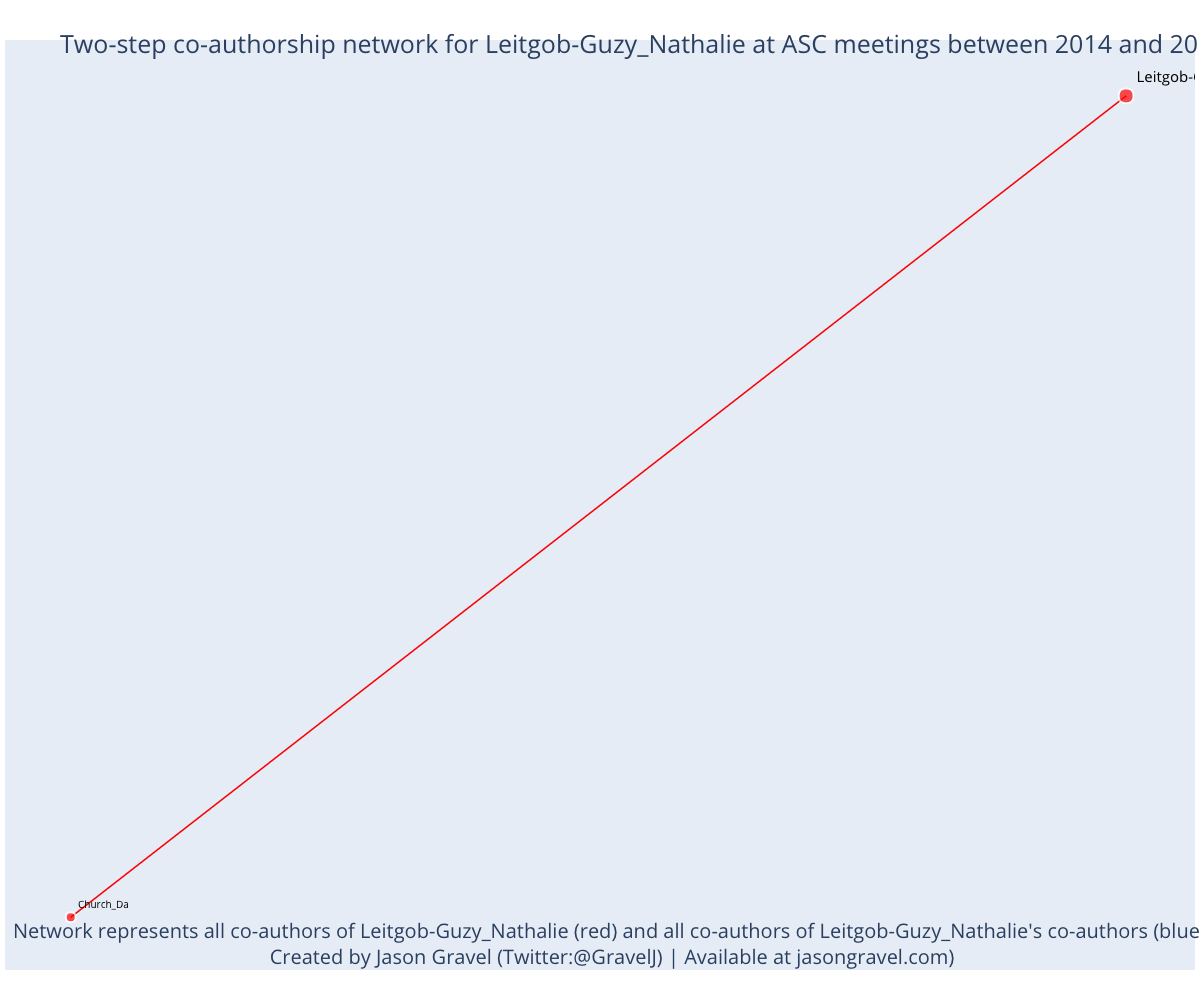 Two-step co-authorship network for Leitgob-Guzy_Nathalie at ASC meetings between 2014 and 20
Leitgob-
Church_Da
Network represents all co-authors of Leitgob-Guzy_Nathalie (red) and all co-authors of Leitgob-Guzy_Nathalie's co-authors (blue
Created by Jason Gravel (Twitter:@GravelJ) | Available at jasongravel.com)